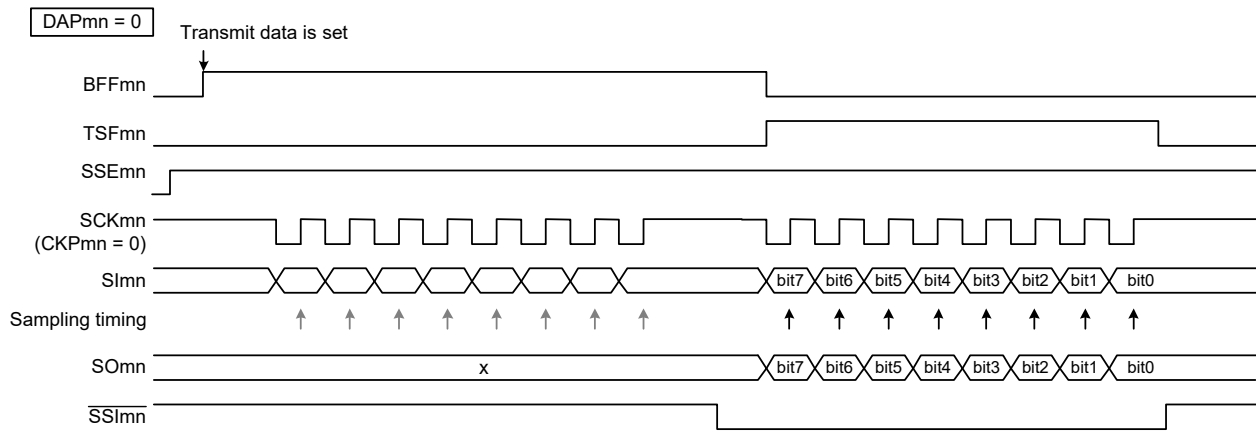 DAPmn = 0
Transmit data is set
BFFmn
TSFmn
SSEmn
SCKmn
(CKPmn = 0)
SImn bit7 bit6 bit5 bit4 bit3 bit2 bit1 bit0
Sampling timing
SOmn x bit7 bit6 bit5 bit4 bit3 bit2 bit1 bit0
SSImn